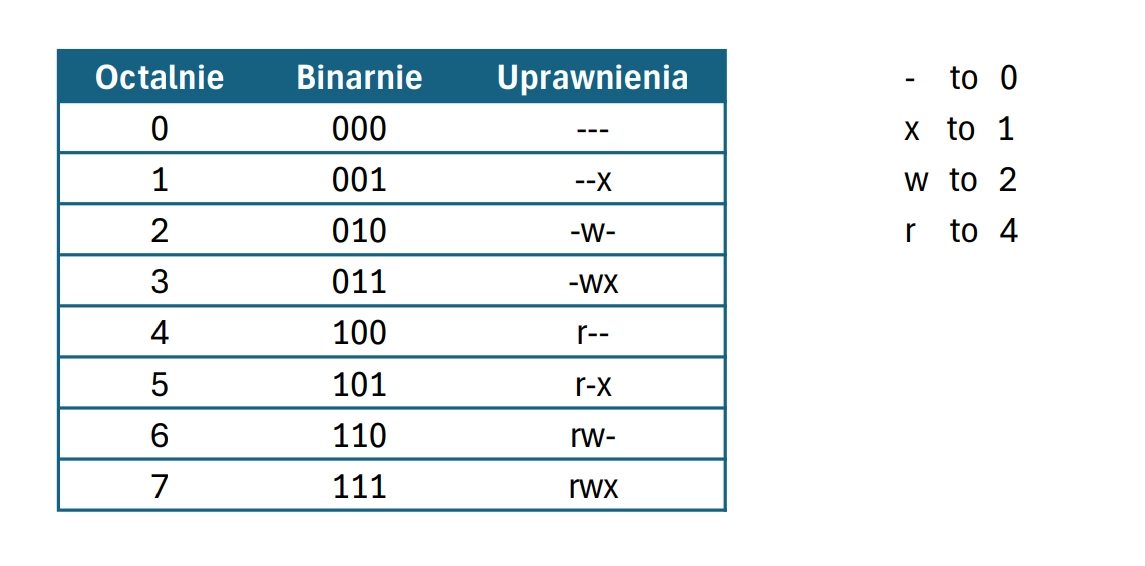 Octalnie Binarnie Uprawnienia
0 000 ---
1 001 --x
2 010 -w-
3 011 -wx
4 100 r--
5 101 r-x
6 110 rw-
7 111 rwx
- to 0
x to 1
w to 2
r to 4